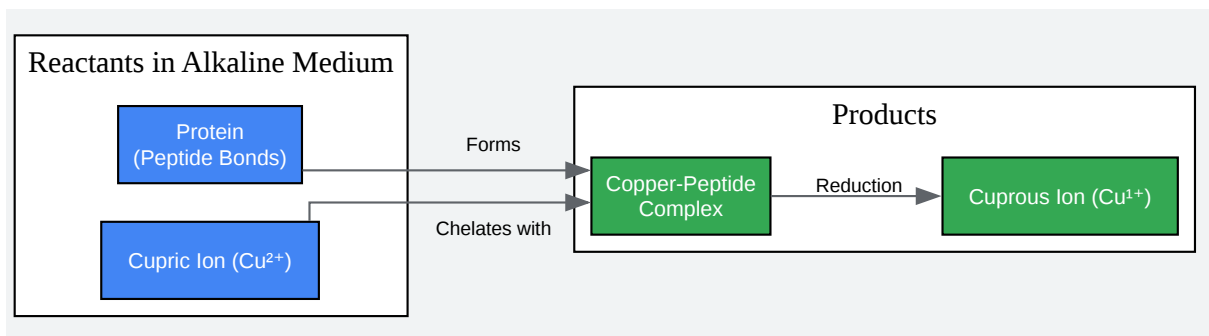 Reactants in Alkaline Medium
Protein
(Peptide Bonds)
Cupric Ion (Cu²⁺)
Forms
Chelates with
Products
Copper-Peptide
Complex
Reduction
Cuprous Ion (Cu¹⁺)